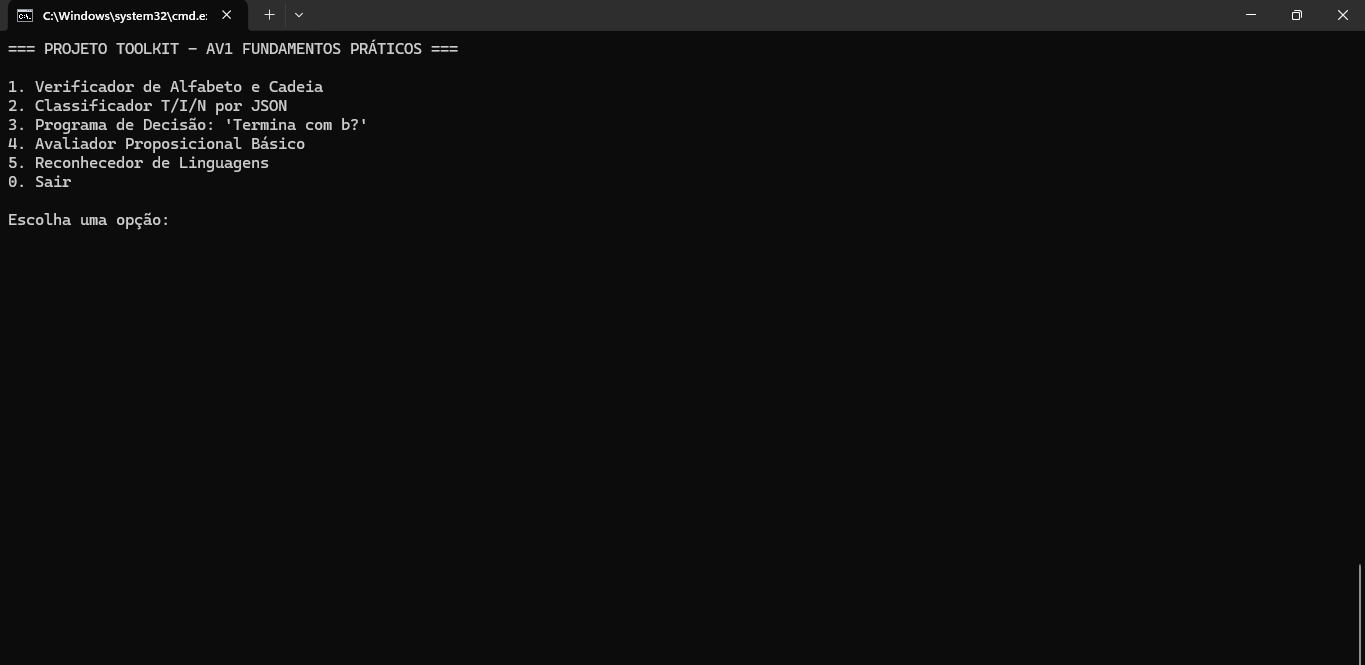 C:\Windows\system32\cmd.e:
=== PROJETO TOOLKIT - AV1 FUNDAMENTOS PRÁTICOS ===
1. Verificador de Alfabeto e Cadeia
2. Classificador T/I/N por JSON
3. Programa de Decisão: 'Termina com b?'
4. Avaliador Proposicional Básico
5. Reconhecedor de Linguagens
0. Sair
Escolha uma opção: